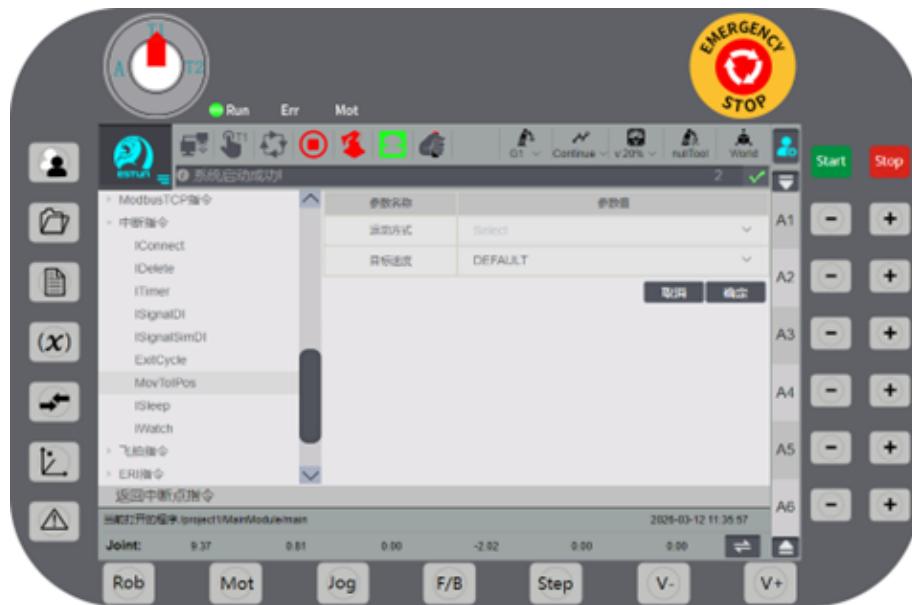 T1
A
T2
EMERGENCY
STOP
Run Err Mot
T1
G1 Continue v 20% nullTool World
ESTUN
系统启动成功!
2
Start
Stop
ModbusTCP指令
中断指令
IConnect
IDelete
ITimer
ISignalDI
ISignalSimDI
ExitCycle
MovToIPos
ISleep
IWatch
飞拍指令
ERI指令
参数名称 参数值
运动方式 Select
目标速度 DEFAULT
取消 确定
A1 - +
A2 - +
A3 - +
A4 - +
A5 - +
A6 - +
(x)
返回中断点指令
当前打开的程序:/project1/MainModule/main 2026-03-12 11:35:57
Joint: 9.37 0.81 0.00 -2.02 0.00 0.00
Rob Mot Jog F/B Step V- V+